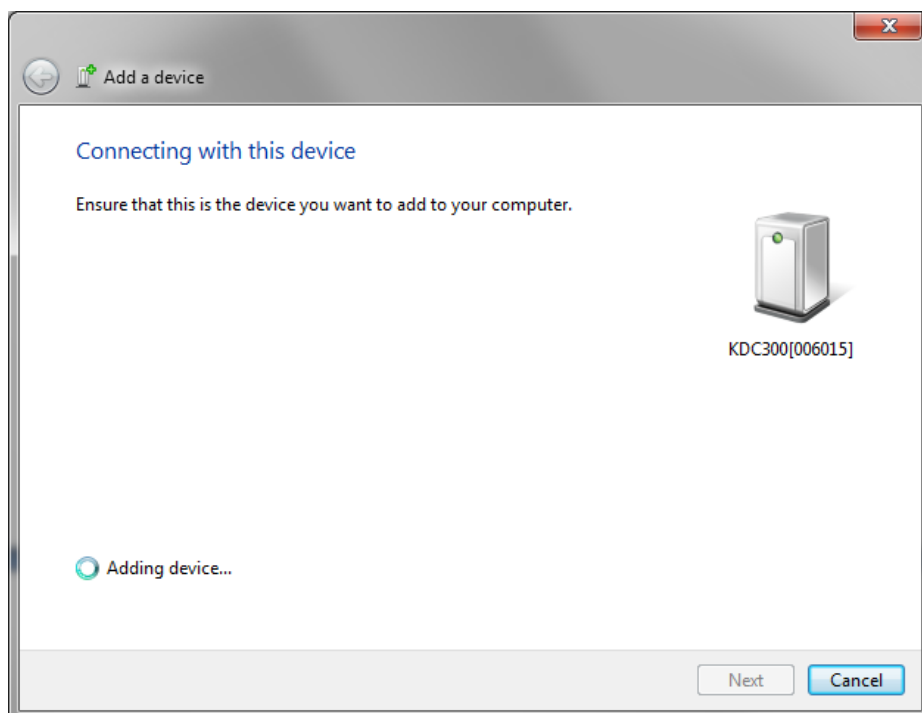 Add a device
Connecting with this device
Ensure that this is the device you want to add to your computer.
KDC300[006015]
Adding device...
Next
Cancel